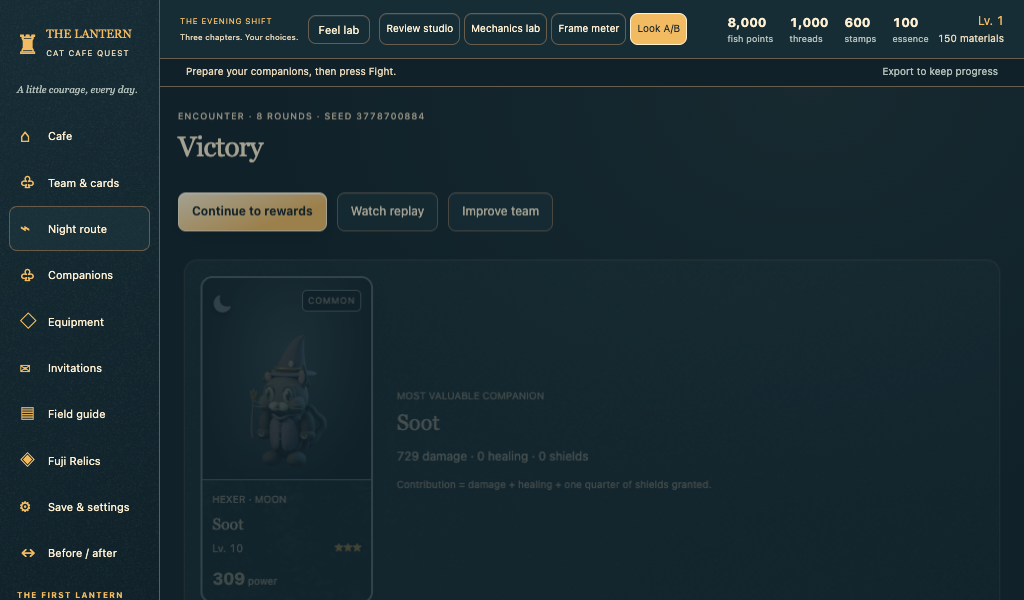 THE LANTERN
CAT CAFE QUEST
A little courage, every day.
Cafe
Team & cards
Night route
Companions
Equipment
Invitations
Field guide
Fuji Relics
Save & settings
Before / after
THE FIRST LANTERN
THE EVENING SHIFT
Three chapters. Your choices.
Feel lab
Review studio
Mechanics lab
Frame meter
Look A/B
8,000
fish points
1,000
threads
600
stamps
100
essence
Lv. 1
150 materials
Prepare your companions, then press Fight.
Export to keep progress
ENCOUNTER · 8 ROUNDS · SEED 3778700884
Victory
Continue to rewards
Watch replay
Improve team
COMMON
HEXER · MOON
Soot
Lv. 10
309 power
MOST VALUABLE COMPANION
Soot
729 damage · 0 healing · 0 shields
Contribution = damage + healing + one quarter of shields granted.